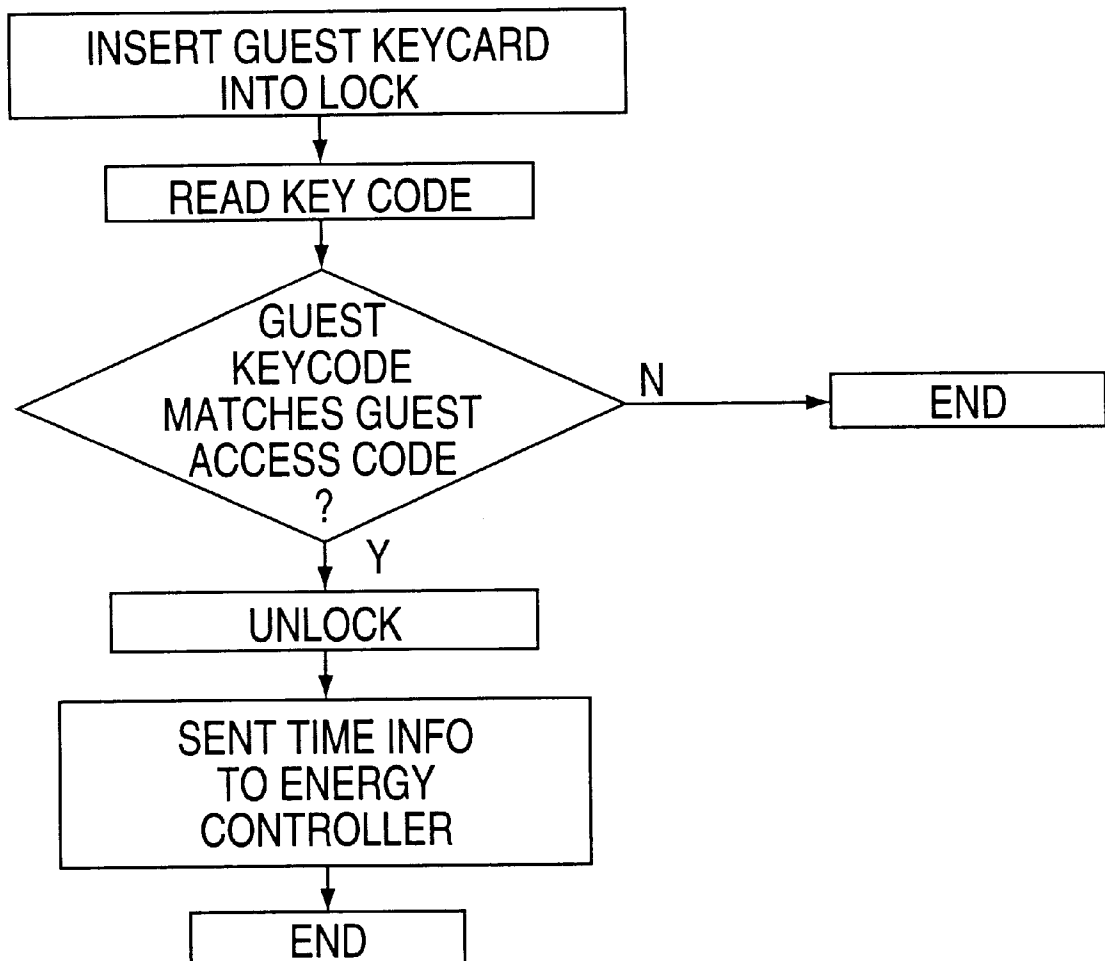 INSERT GUEST KEYCARD
INTO LOCK
READ KEY CODE
GUEST
KEYCODE
MATCHES GUEST
ACCESS CODE
?
N
END
Y
UNLOCK
SENT TIME INFO
TO ENERGY
CONTROLLER
END